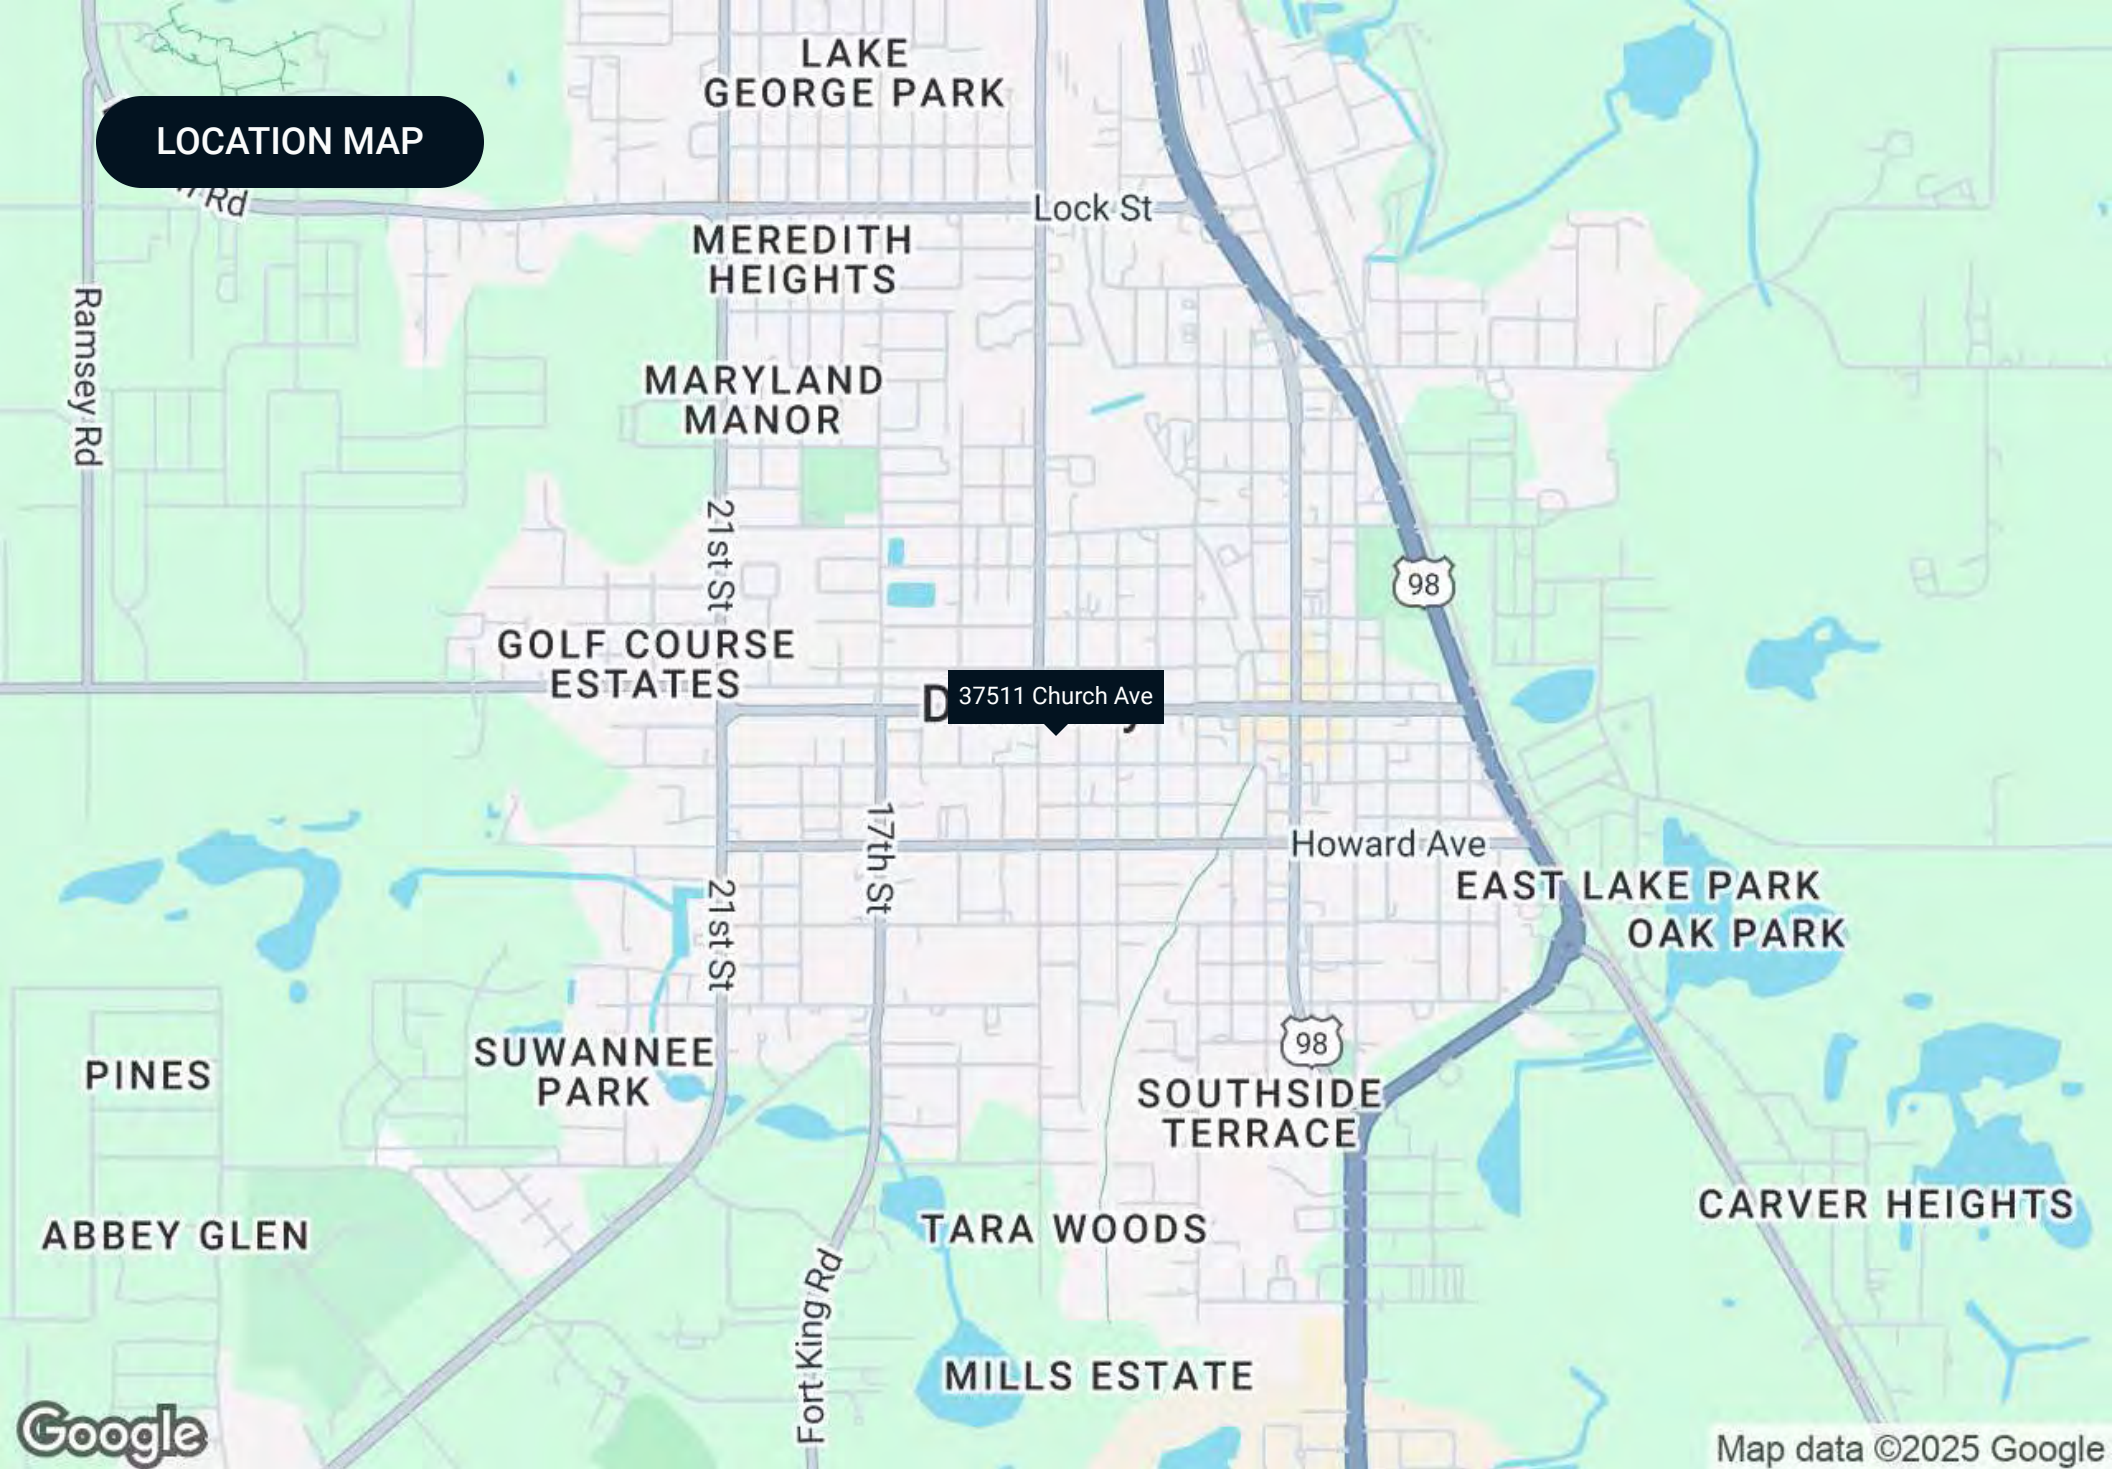 LAKE
GEORGE PARK
LOCATION MAP
Rd
Lock St
MEREDITH
HEIGHTS
Ramsey Rd
MARYLAND
MANOR
21st St
98
GOLF COURSE
ESTATES
37511 Church Ave
17th St
Howard Ave
21st St
EAST LAKE PARK
OAK PARK
98
SUWANNEE
PARK
PINES
SOUTHSIDE
TERRACE
CARVER HEIGHTS
ABBEY GLEN
TARA WOODS
Fort King Rd
MILLS ESTATE
Google
Map data ©2025 Google